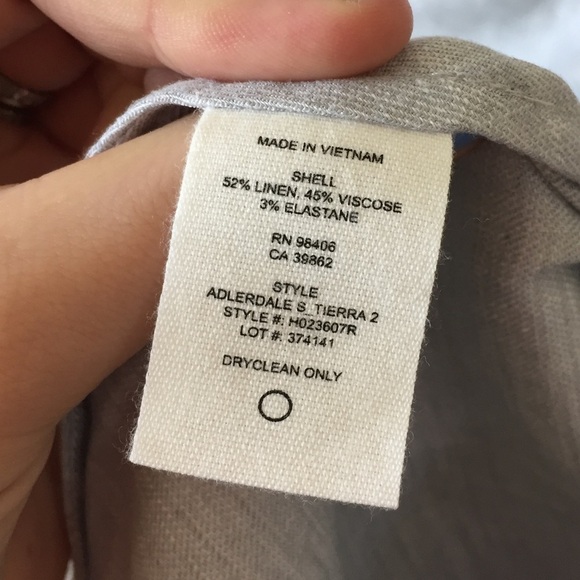 MADE IN VIETNAM
SHELL
52% LINEN, 45% VISCOSE
3% ELASTANE
RN 98406
CA 39862
STYLE
ADLERDALE S_TIERRA 2
STYLE #: H023607R
LOT #: 374141
DRYCLEAN ONLY